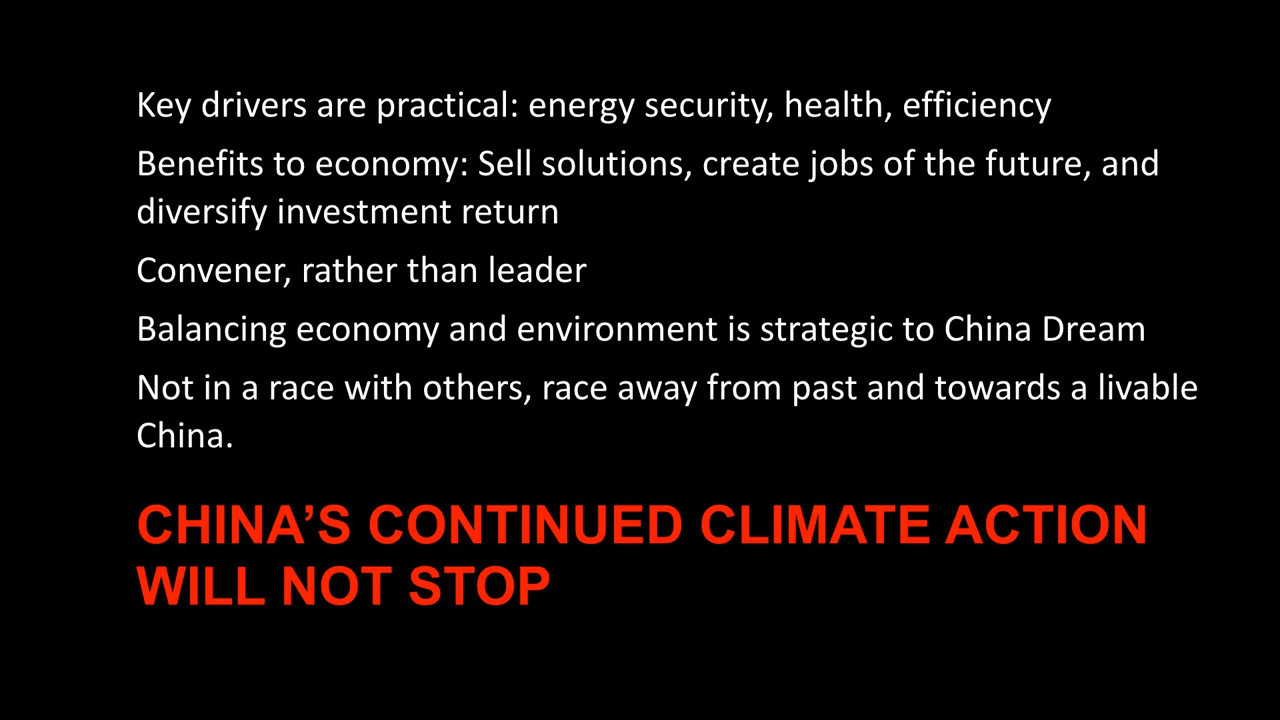 Key drivers are practical: energy security, health, efficiency
Benefits to economy: Sell solutions, create jobs of the future, and
diversify investment return
Convener, rather than leader
Balancing economy and environment is strategic to China Dream
Not in a race with others, race away from past and towards a livable
China.
CHINA’S CONTINUED CLIMATE ACTION
WILL NOT STOP